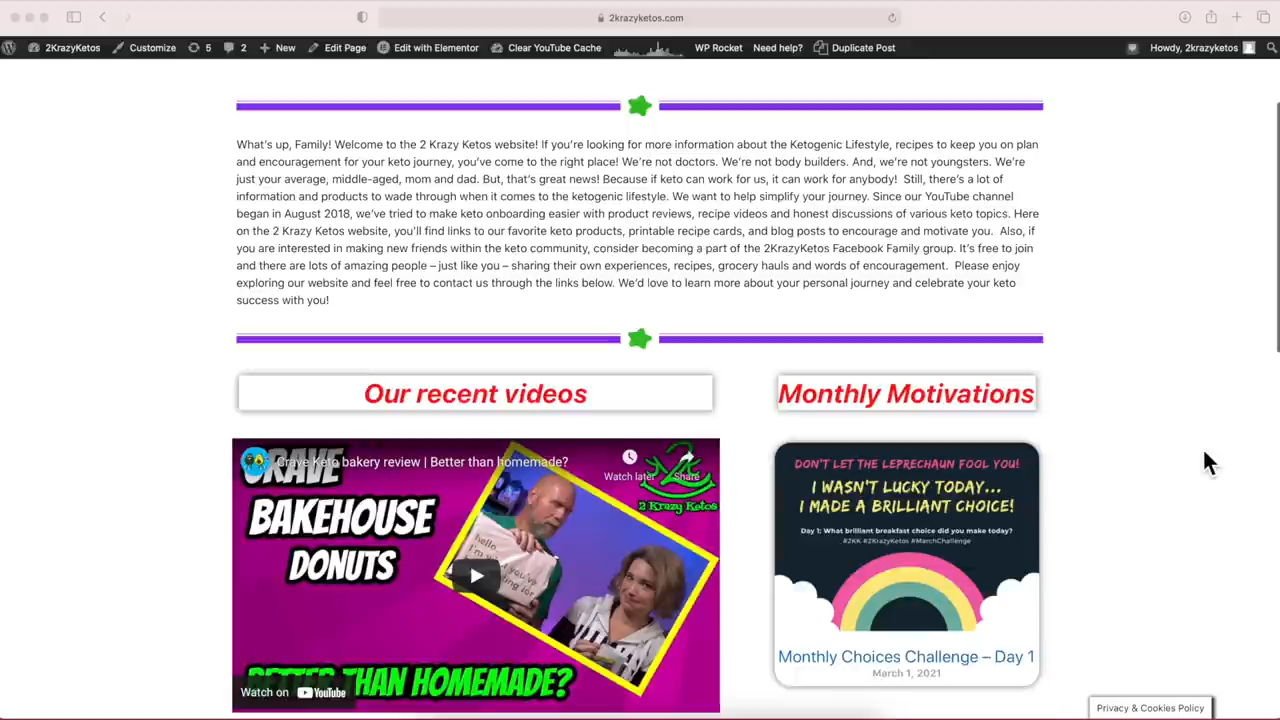 2krazyketos.com
2KrazyKetos
Customize
5
2
New
Edit Page
Edit with Elementor
Clear YouTube Cache
WP Rocket
Need help?
Duplicate Post
Howdy, 2krazyketos
What's up, Family! Welcome to the 2 Krazy Ketos website! If you're looking for more information about the Ketogenic Lifestyle, recipes to keep you on plan
and encouragement for your keto journey, you've come to the right place! We're not doctors. We're not body builders. And, we're not youngsters. We're
just your average, middle-aged, mom and dad. But, that's great news! Because if keto can work for us, it can work for anybody!  Still, there's a lot of
information and products to wade through when it comes to the ketogenic lifestyle. We want to help simplify your journey. Since our YouTube channel
began in August 2018, we've tried to make keto onboarding easier with product reviews, recipe videos and honest discussions of various keto topics. Here
on the 2 Krazy Ketos website, you'll find links to our favorite keto products, printable recipe cards, and blog posts to encourage and motivate you.  Also, if
you are interested in making new friends within the keto community, consider becoming a part of the 2KrazyKetos Facebook Family group. It's free to join
and there are lots of amazing people – just like you – sharing their own experiences, recipes, grocery hauls and words of encouragement.  Please enjoy
exploring our website and feel free to contact us through the links below. We'd love to learn more about your personal journey and celebrate your keto
success with you!
Our recent videos
Monthly Motivations
Crave Keto bakery review | Better than homemade?
Watch later
Share
CRAVE
BAKEHOUSE
DONUTS
2 Krazy Ketos
hello.
BETTER THAN HOMEMADE?
Watch on YouTube
DON'T LET THE LEPRECHAUN FOOL YOU!
I WASN'T LUCKY TODAY...
I MADE A BRILLIANT CHOICE!
Day 1: What brilliant breakfast choice did you make today?
#2KK #2KrazyKetos #MarchChallenge
Monthly Choices Challenge – Day 1
March 1, 2021
Privacy & Cookies Policy